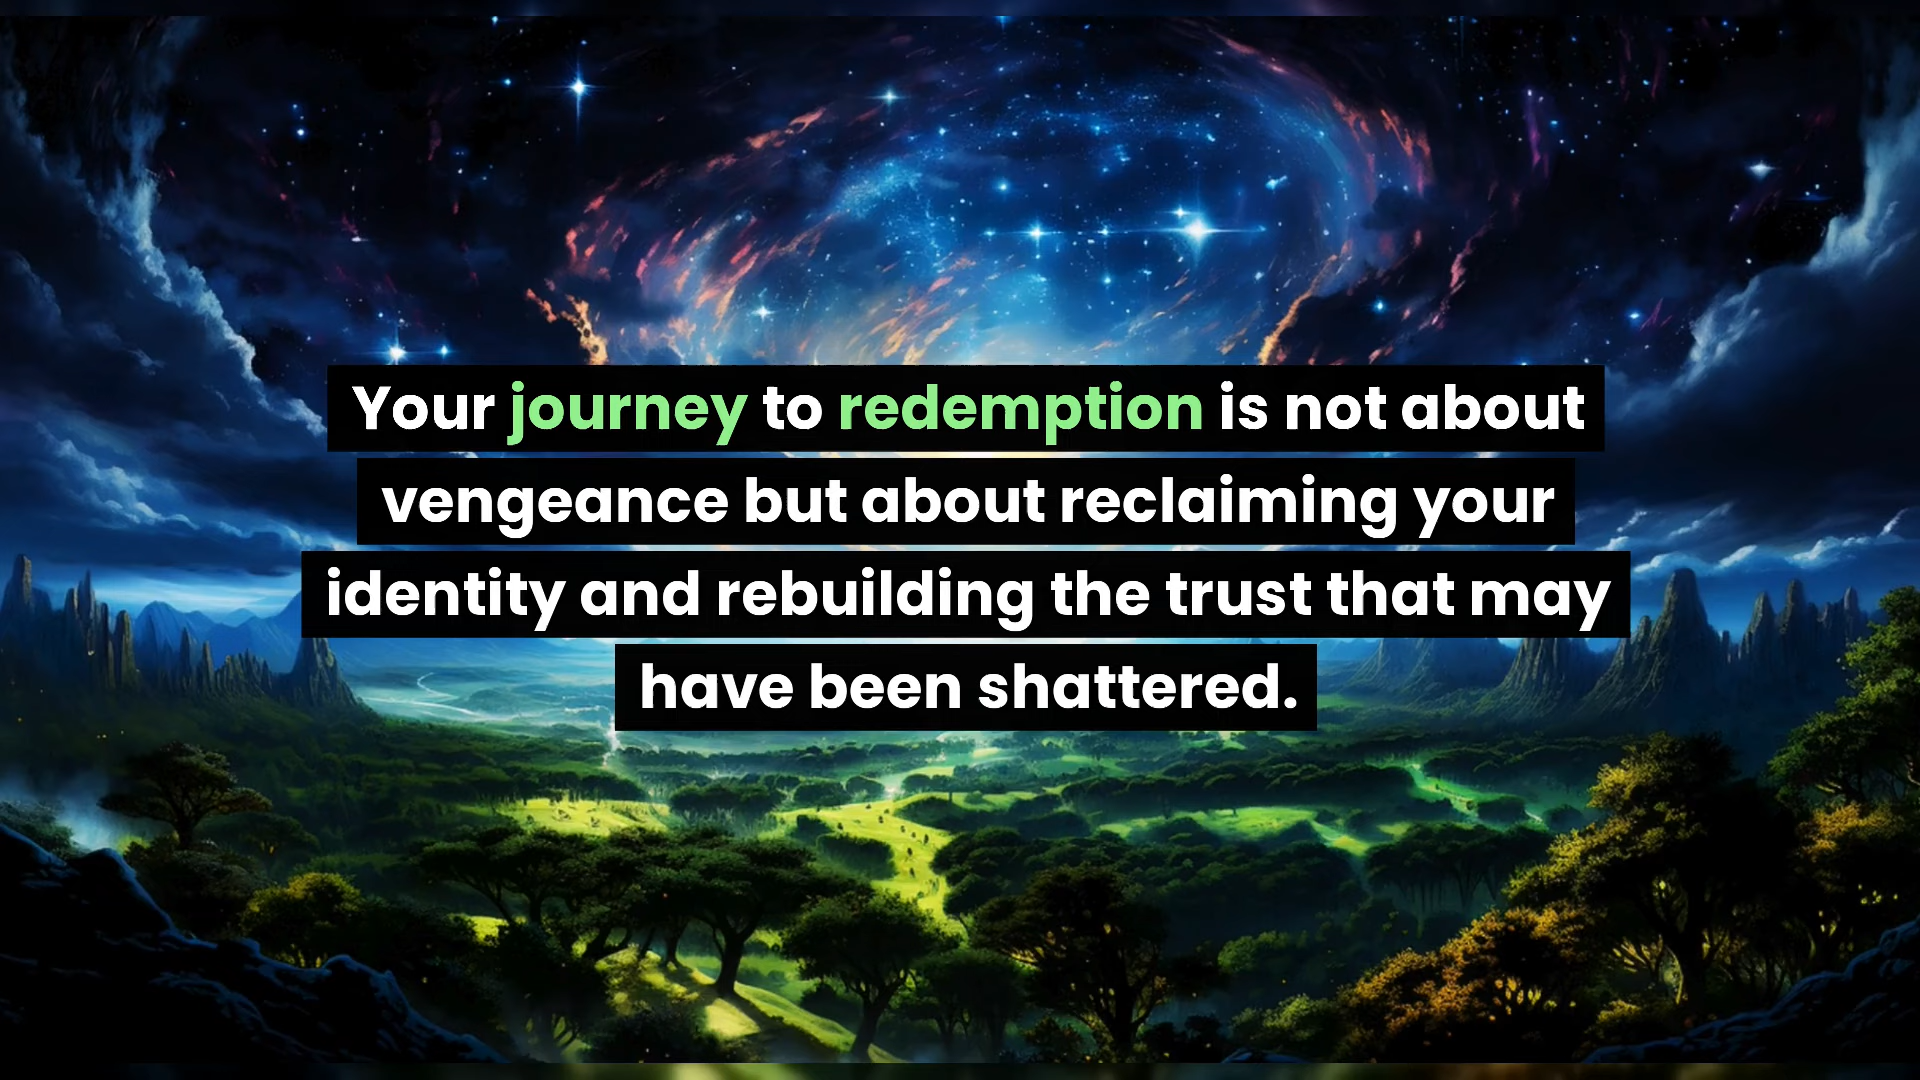 Your journey to redemption is not about
vengeance but about reclaiming your
identity and rebuilding the trust that may
have been shattered.